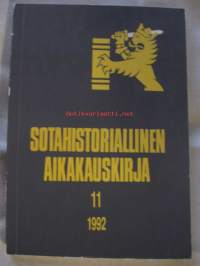 SOTAHISTORIALLINEN
AIKAKAUSKIRJA
11
1992